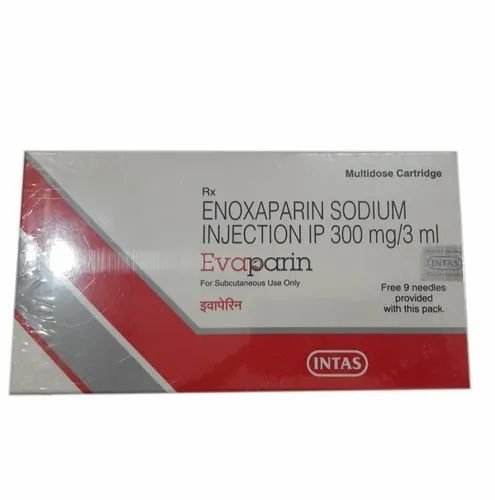 Multidose Cartridge
Rx
ENOXAPARIN SODIUM
INJECTION IP 300 mg/3 ml
Evaparin
For Subcutaneous Use Only
इवापेरिन
INTAS
Free 9 needles
provided
with this pack.
INTAS